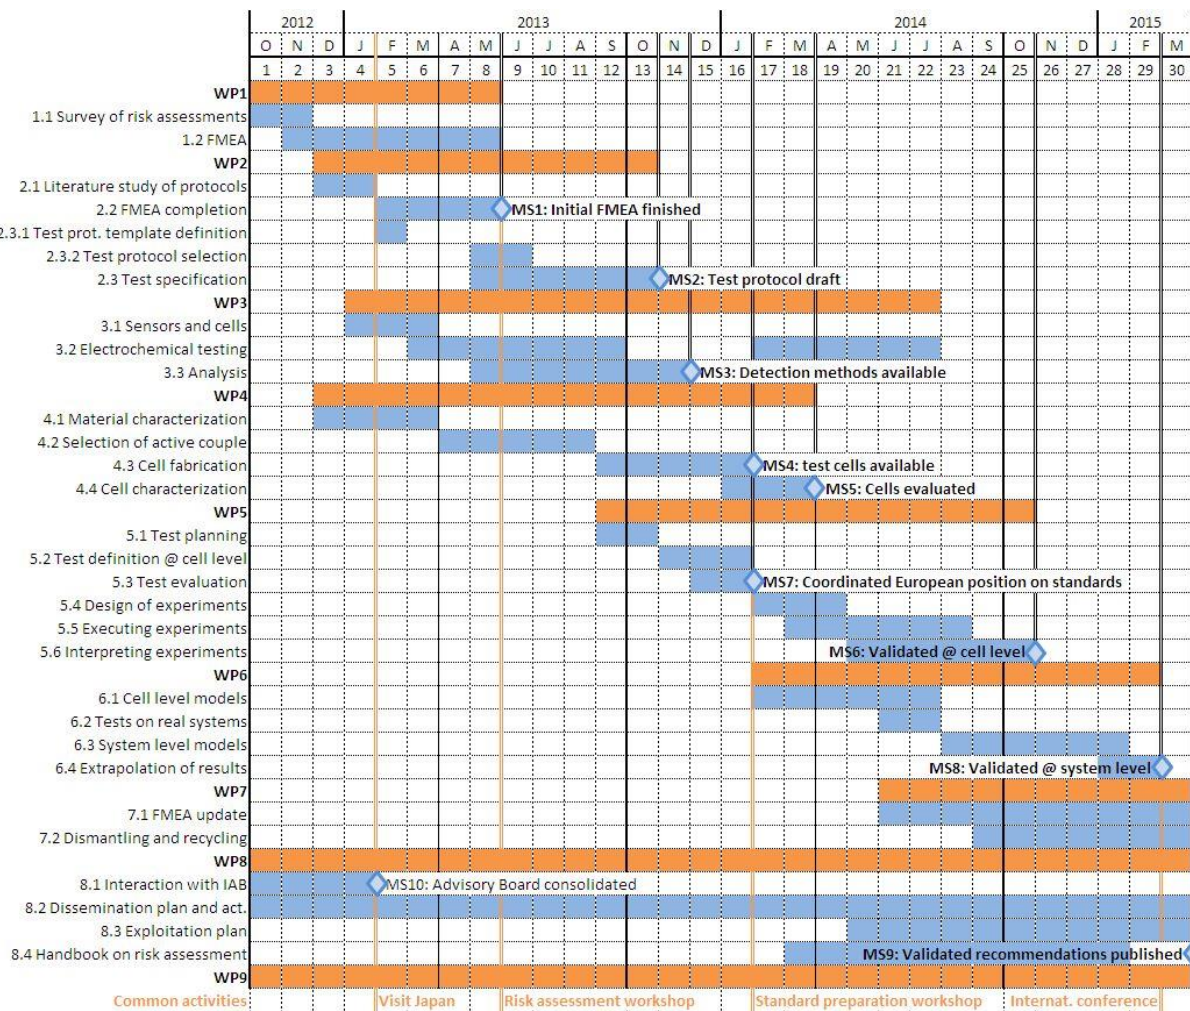 2012 2013 2014 2015
O N D J F M A M J J A S O N D J F M A M J J A S O N D J F M
1 2 3 4 5 6 7 8 9 10 11 12 13 14 15 16 17 18 19 20 21 22 23 24 25 26 27 28 29 30
WP1
1.1 Survey of risk assessments
1.2 FMEA
WP2
2.1 Literature study of protocols
2.2 FMEA completion MS1: Initial FMEA finished
2.3.1 Test prot. template definition
2.3.2 Test protocol selection
2.3 Test specification MS2: Test protocol draft
WP3
3.1 Sensors and cells
3.2 Electrochemical testing
3.3 Analysis MS3: Detection methods available
WP4
4.1 Material characterization
4.2 Selection of active couple
4.3 Cell fabrication MS4: test cells available
4.4 Cell characterization MS5: Cells evaluated
WP5
5.1 Test planning
5.2 Test definition @ cell level
5.3 Test evaluation MS7: Coordinated European position on standards
5.4 Design of experiments
5.5 Executing experiments
5.6 Interpreting experiments MS6: Validated @ cell level
WP6
6.1 Cell level models
6.2 Tests on real systems
6.3 System level models
6.4 Extrapolation of results MS8: Validated @ system level
WP7
7.1 FMEA update
7.2 Dismantling and recycling
WP8
8.1 Interaction with IAB MS10: Advisory Board consolidated
8.2 Dissemination plan and act.
8.3 Exploitation plan
8.4 Handbook on risk assessment MS9: Validated recommendations published
WP9
Common activities Visit Japan Risk assessment workshop Standard preparation workshop Internat. conference